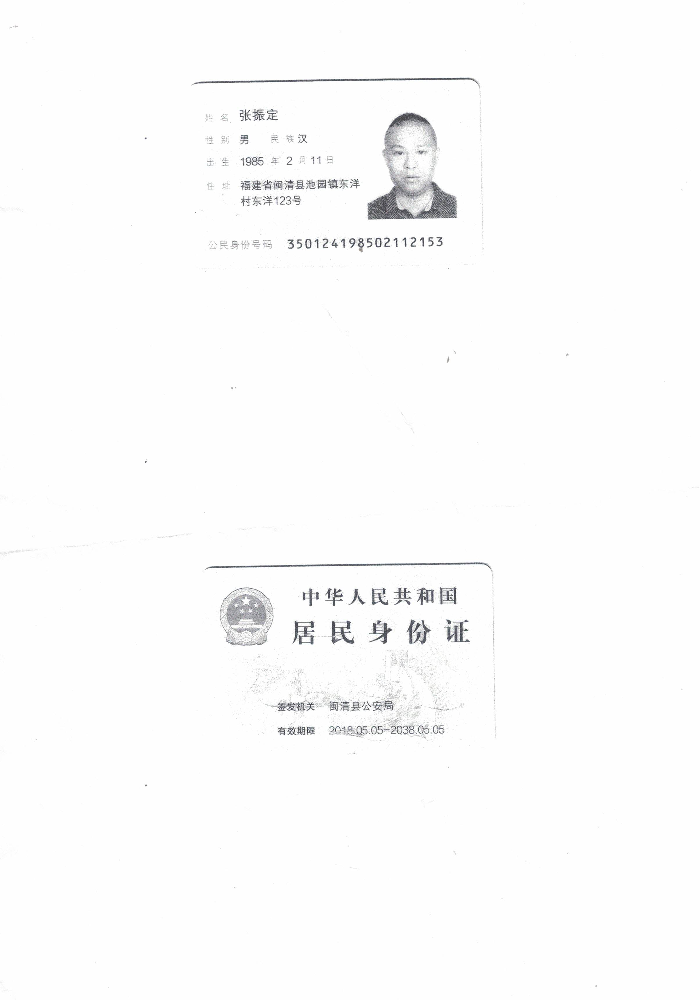 姓名 张振定
性别 男 民族 汉
出生 1985 年 2 月 11 日
住址 福建省闽清县池园镇东洋
村东洋123号
公民身份号码 350124198502112153
中华人民共和国
居民身份证
签发机关 闽清县公安局
有效期限 2018.05.05-2038.05.05